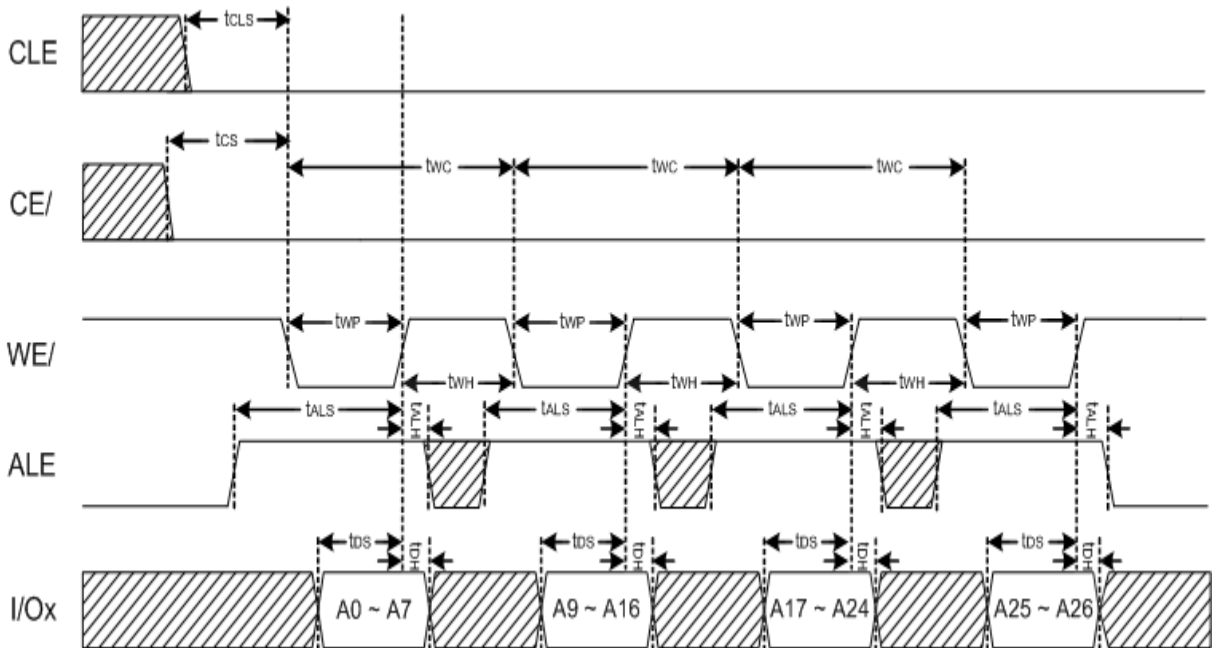 CLE
tCLS
CE/
tCS
tWC tWC tWC
WE/
tWP tWP tWP tWP
tWH tWH tWH
ALE
tALS tALH tALS tALH tALS tALH tALS tALH
I/Ox
tDS tDH tDS tDH tDS tDH tDS tDH
A0 ~ A7 A9 ~ A16 A17 ~ A24 A25 ~ A26